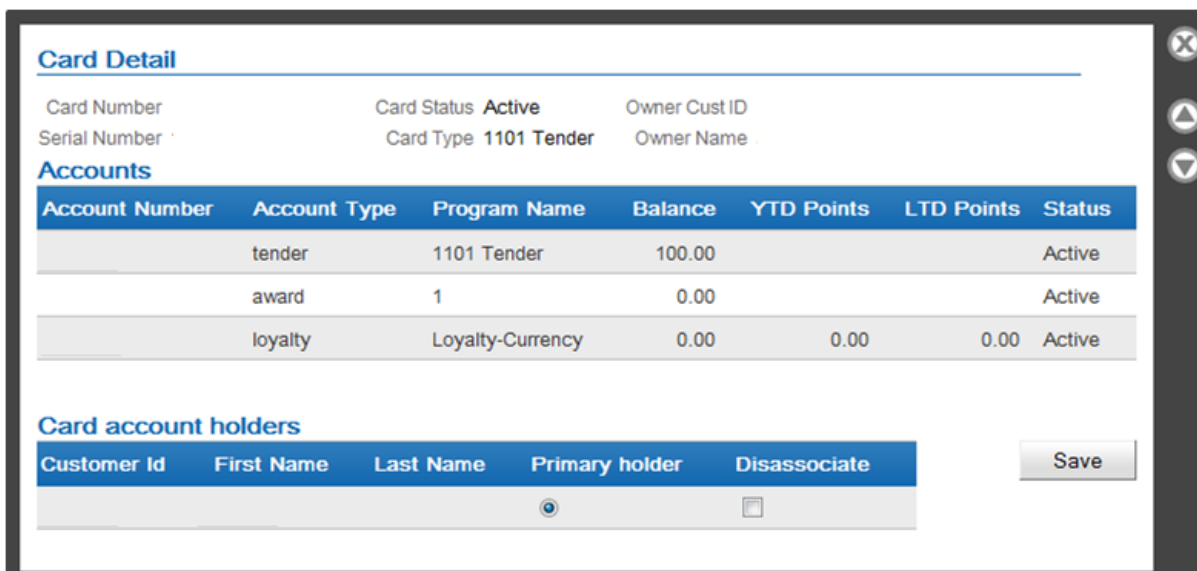 Card Detail
Card Number Card Status Active Owner Cust ID
Serial Number Card Type 1101 Tender Owner Name
Accounts
Account Number Account Type Program Name Balance YTD Points LTD Points Status
tender 1101 Tender 100.00 Active
award 1 0.00 Active
loyalty Loyalty-Currency 0.00 0.00 0.00 Active
Card account holders
Customer Id First Name Last Name Primary holder Disassociate
Save